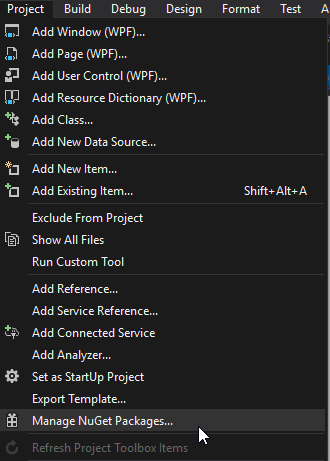 Project Build Debug Design Format Test
Add Window (WPF)...
Add Page (WPF)...
Add User Control (WPF)...
Add Resource Dictionary (WPF)...
Add Class...
Add New Data Source...
Add New Item...
Add Existing Item... Shift+Alt+A
Exclude From Project
Show All Files
Run Custom Tool
Add Reference...
Add Service Reference...
Add Connected Service
Add Analyzer...
Set as StartUp Project
Export Template...
Manage NuGet Packages...
Refresh Project Toolbox Items